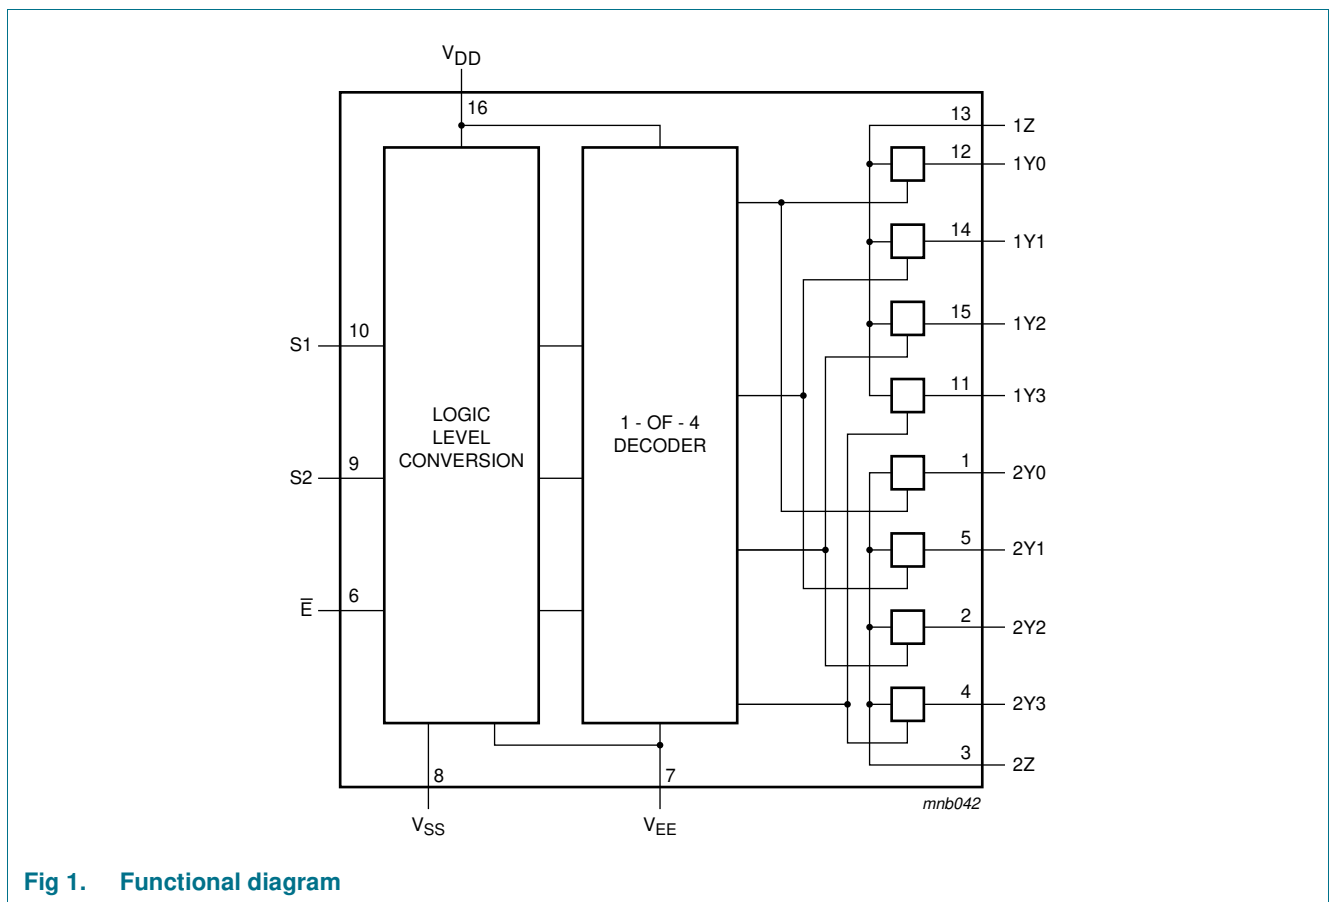 VDD
16
13 1Z
12 1Y0
14 1Y1
15 1Y2
11 1Y3
1 2Y0
5 2Y1
2 2Y2
4 2Y3
3 2Z
S1 10
S2 9
E̅ 6
LOGIC
LEVEL
CONVERSION
1 - OF - 4
DECODER
8
VSS
7
VEE
mnb042
Fig 1. Functional diagram